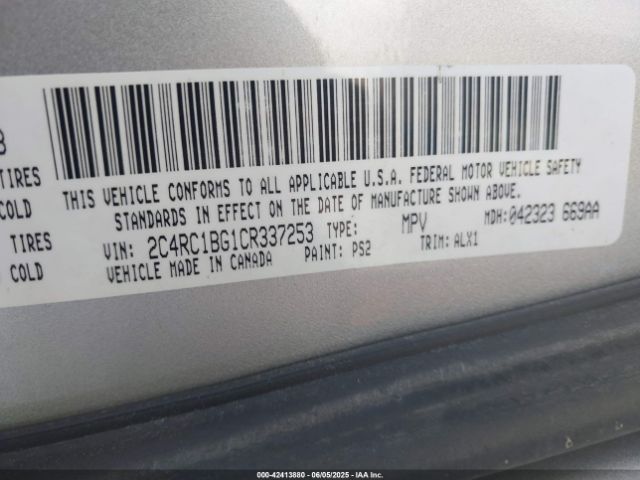 3
TIRES
COLD
TIRES
COLD
THIS VEHICLE CONFORMS TO ALL APPLICABLE U.S.A. FEDERAL MOTOR VEHICLE SAFETY
STANDARDS IN EFFECT ON THE DATE OF MANUFACTURE SHOWN ABOVE.
VIN: 2C4RC1BG1CR337253 TYPE: MPV MDH:042323 669AA
VEHICLE MADE IN CANADA PAINT: PS2 TRIM: ALX1
000-42413880 - 06/05/2025 - IAAI Inc.